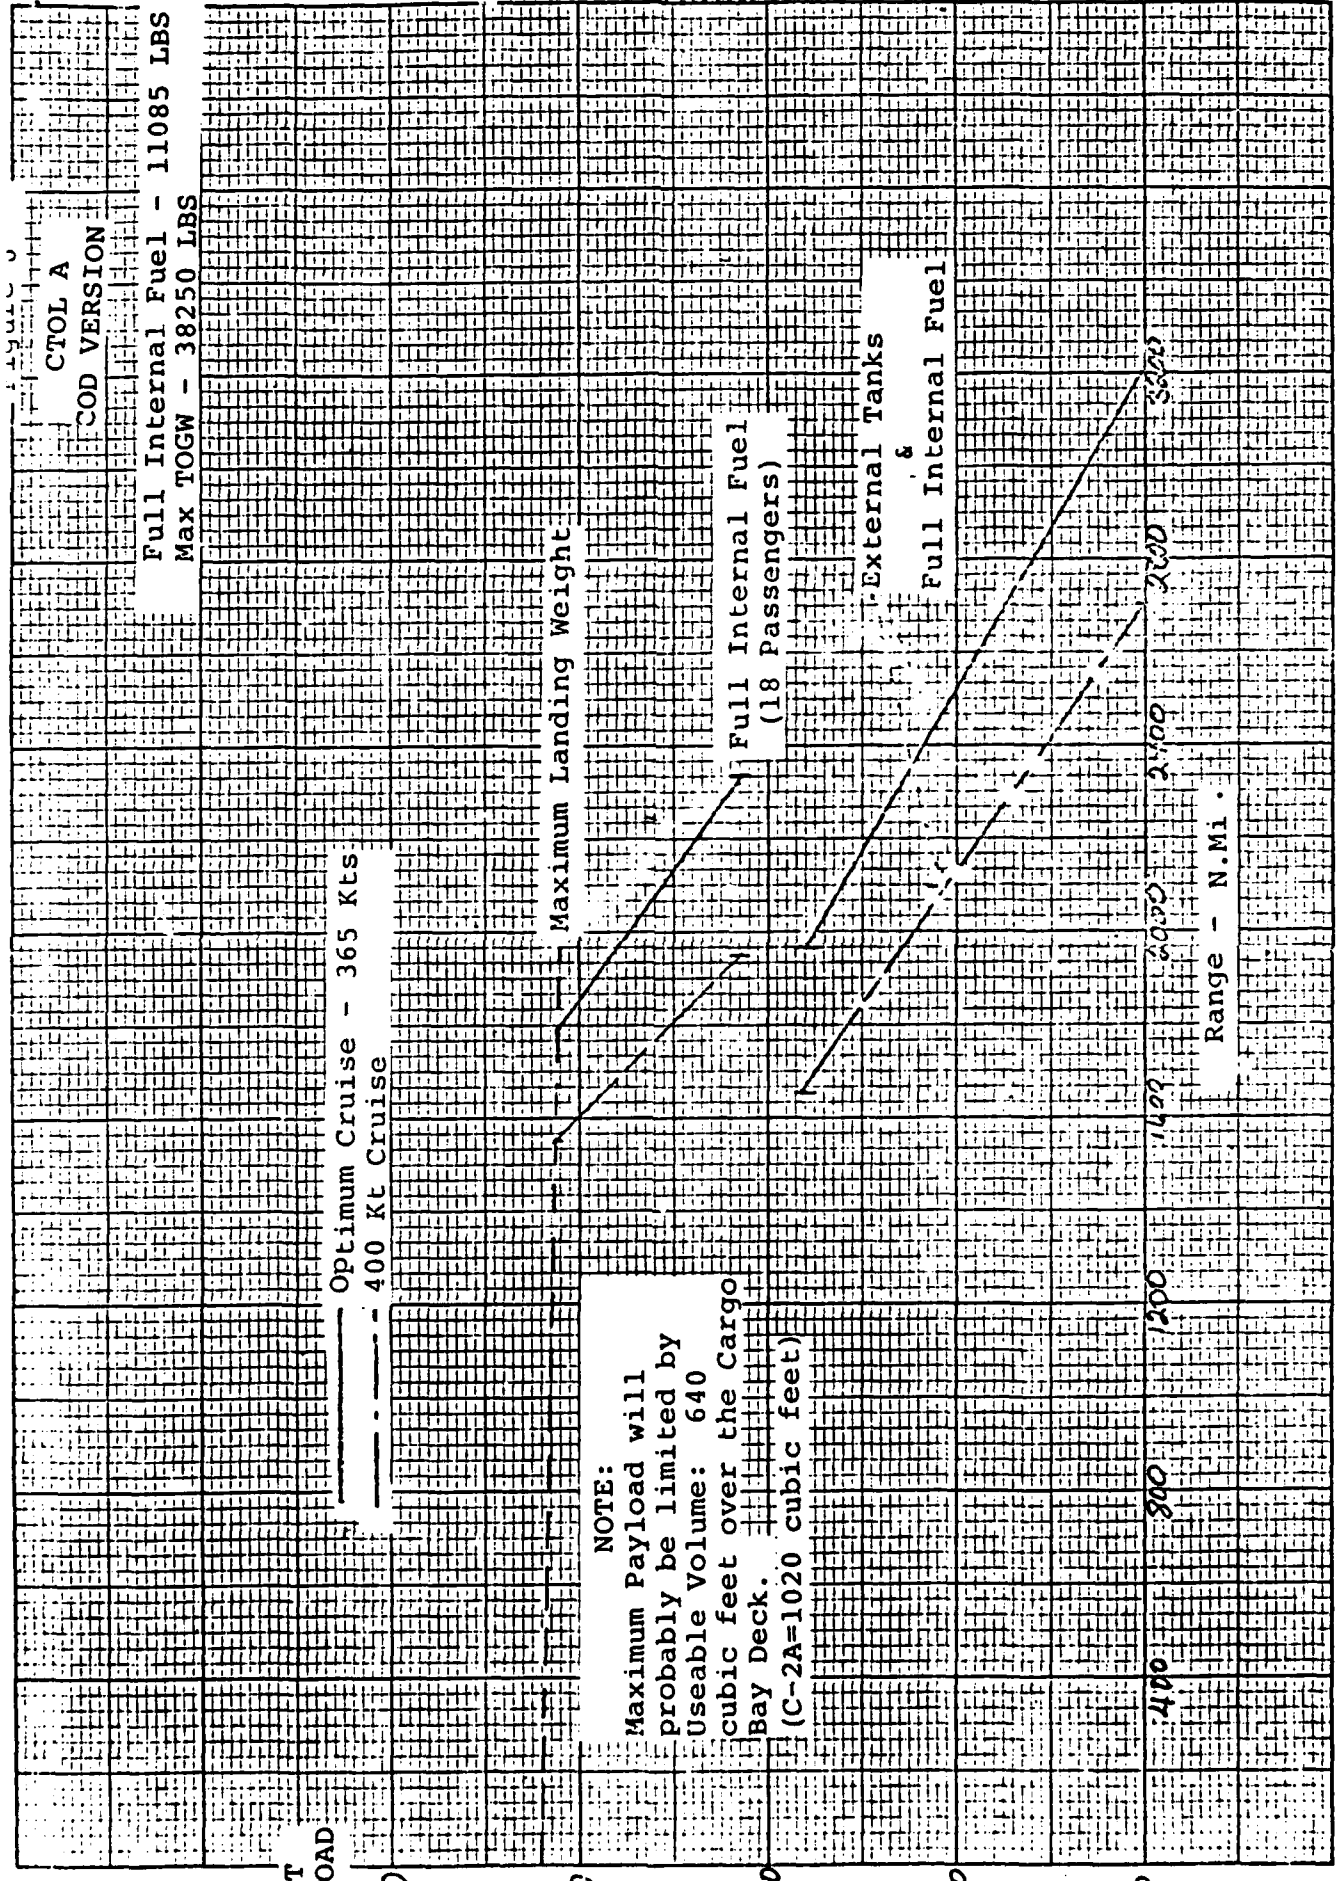 CTOL A
COD VERSION
Full Internal Fuel - 11085 LBS
Max TOGW - 38250 LBS
Optimum Cruise - 365 Kts
400 Kt Cruise
Maximum Landing Weight
Full Internal Fuel
(18 Passengers)
External Tanks
&
Full Internal Fuel
NOTE:
Maximum Payload will
probably be limited by
Useable Volume: 640
cubic feet over the Cargo
Bay Deck.
(C-2A=1020 cubic feet)
T
OAD
400 800 1200 1600 2000 2400 2800 3200
Range - N.Mi.